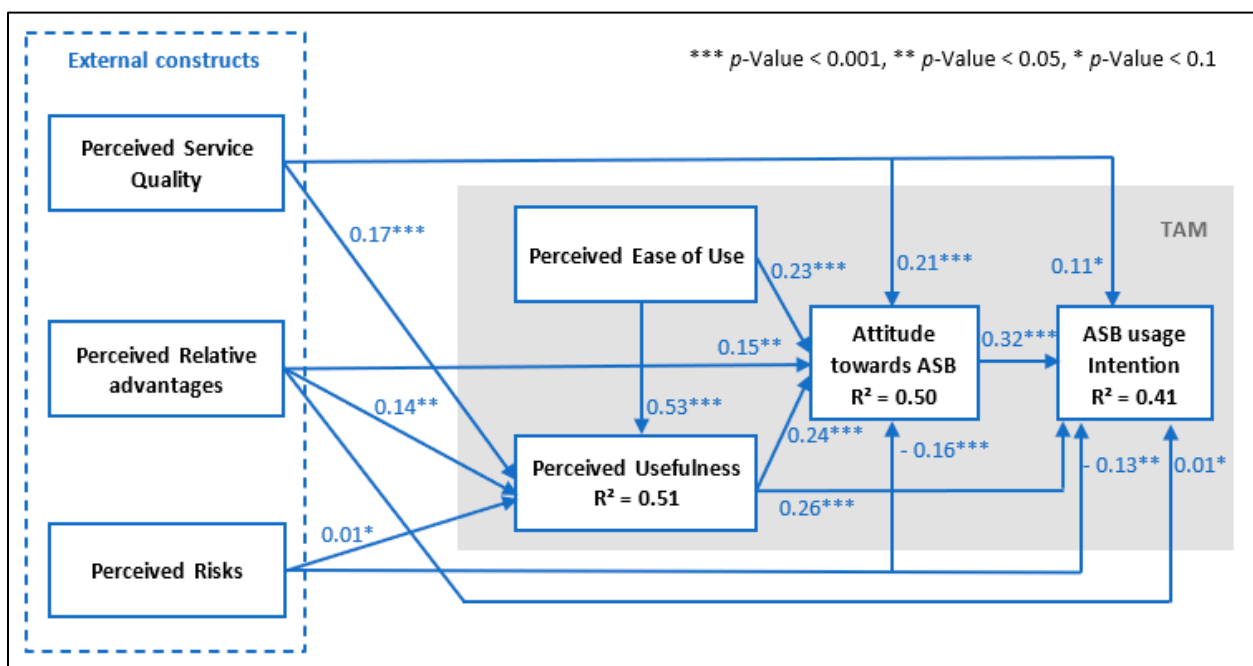 External constructs
*** p-Value < 0.001, ** p-Value < 0.05, * p-Value < 0.1
Perceived Service
Quality
0.17***
TAM
Perceived Ease of Use
0.23***
0.21***
0.11*
Perceived Relative
advantages
0.15**
Attitude
towards ASB
R² = 0.50
0.32***
ASB usage
Intention
R² = 0.41
0.14**
0.53***
0.24***
- 0.16***
- 0.13**
0.01*
Perceived Usefulness
R² = 0.51
0.26***
0.01*
Perceived Risks